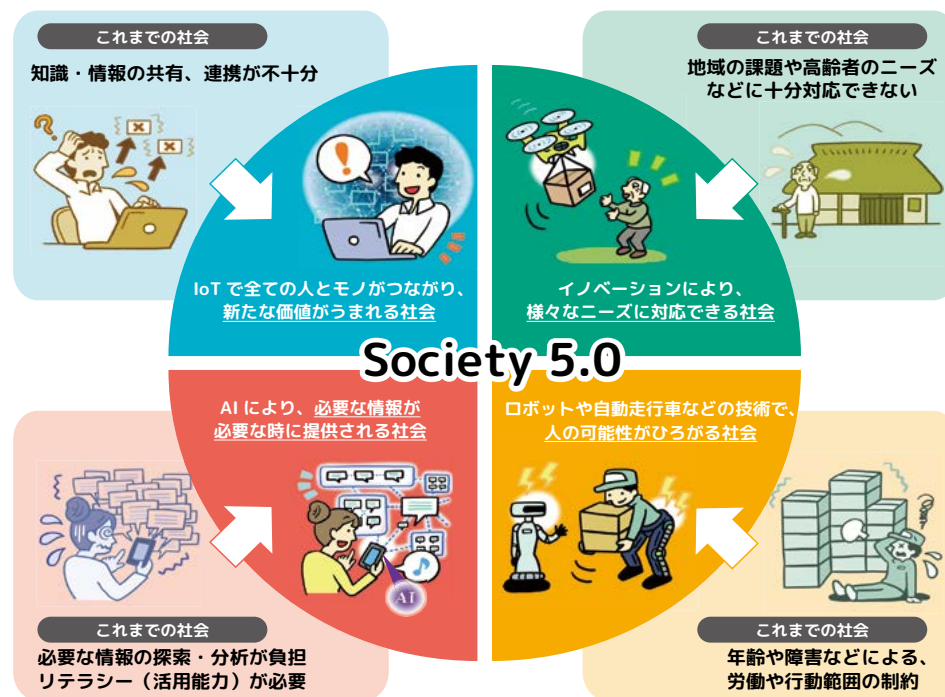 これまでの社会
知識・情報の共有、連携が不十分
これまでの社会
地域の課題や高齢者のニーズ
などに十分対応できない
?
!
IoT で全ての人とモノがつながり、
新たな価値がうまれる社会
イノベーションにより、
様々なニーズに対応できる社会
Society 5.0
AI により、必要な情報が
必要な時に提供される社会
ロボットや自動走行車などの技術で、
人の可能性がひろがる社会
AI
これまでの社会
必要な情報の探索・分析が負担
リテラシー（活用能力）が必要
これまでの社会
年齢や障害などによる、
労働や行動範囲の制約